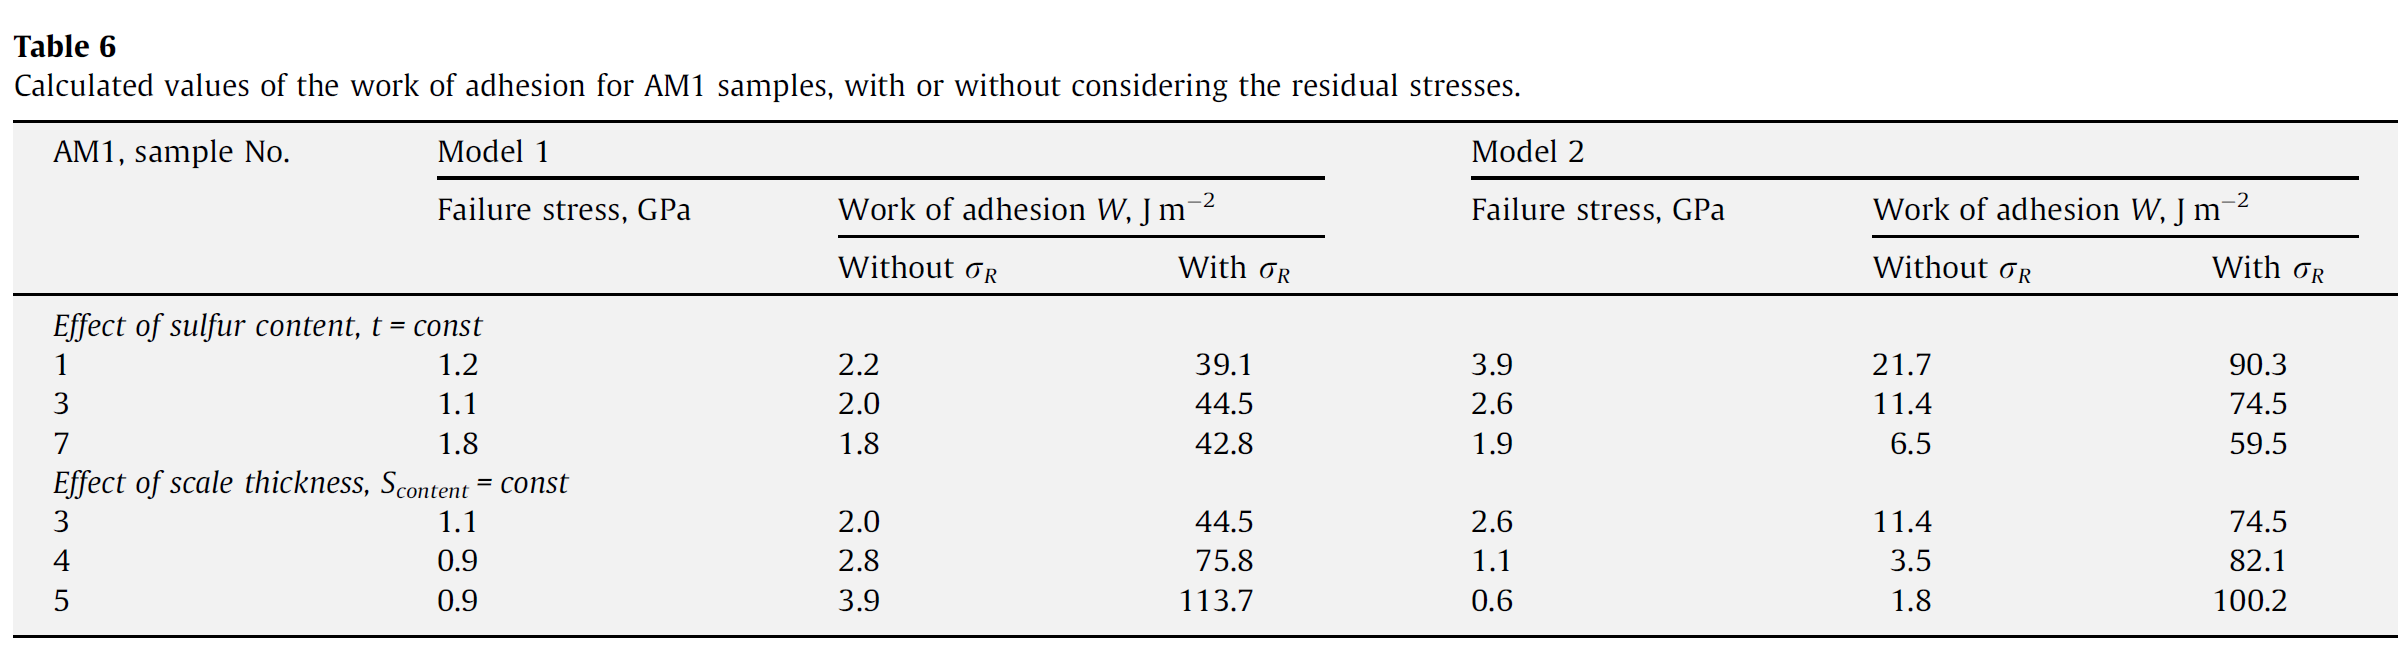 Table 6
Calculated values of the work of adhesion for AM1 samples, with or without considering the residual stresses.
AM1, sample No. Model 1 Model 2
Failure stress, GPa Work of adhesion W, J m⁻² Failure stress, GPa Work of adhesion W, J m⁻²
Without σR With σR Without σR With σR
Effect of sulfur content, t = const
1 1.2 2.2 39.1 3.9 21.7 90.3
3 1.1 2.0 44.5 2.6 11.4 74.5
7 1.8 1.8 42.8 1.9 6.5 59.5
Effect of scale thickness, Scontent = const
3 1.1 2.0 44.5 2.6 11.4 74.5
4 0.9 2.8 75.8 1.1 3.5 82.1
5 0.9 3.9 113.7 0.6 1.8 100.2